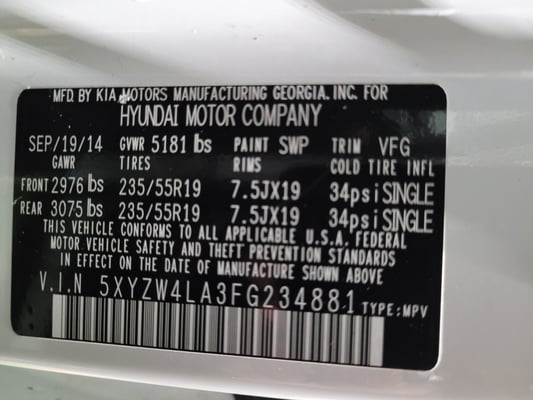 MFD. BY KIA MOTORS MANUFACTURING GEORGIA, INC. FOR
HYUNDAI MOTOR COMPANY
SEP/19/14 GVWR 5181 lbs PAINT SWP TRIM VFG
GAWR TIRES RIMS COLD TIRE INFL
FRONT 2976 lbs 235/55R19 7.5JX19 34psi SINGLE
REAR 3075 lbs 235/55R19 7.5JX19 34psi SINGLE
THIS VEHICLE CONFORMS TO ALL APPLICABLE U.S.A. FEDERAL
MOTOR VEHICLE SAFETY AND THEFT PREVENTION STANDARDS
IN EFFECT ON THE DATE OF MANUFACTURE SHOWN ABOVE.
V.I.N 5XYZW4LA3FG234881 TYPE:MPV